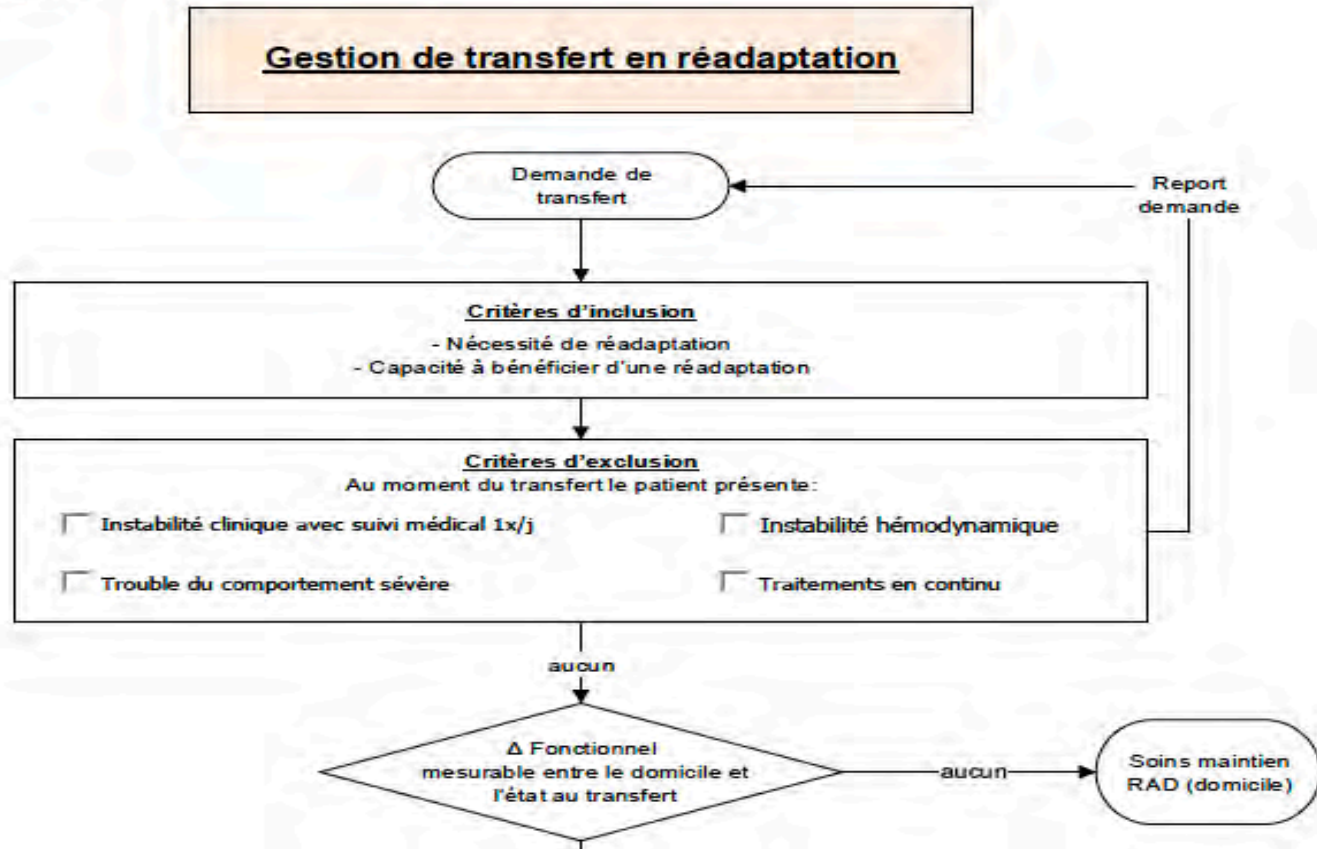 Gestion de transfert en réadaptation
Demande de
transfert
Report
demande
Critères d'inclusion
- Nécessité de réadaptation
- Capacité à bénéficier d'une réadaptation
Critères d'exclusion
Au moment du transfert le patient présente:
Instabilité clinique avec suivi médical 1x/j
Instabilité hémodynamique
Trouble du comportement sévère
Traitements en continu
aucun
Δ Fonctionnel
mesurable entre le domicile et
l'état au transfert
aucun
Soins maintien
RAD (domicile)